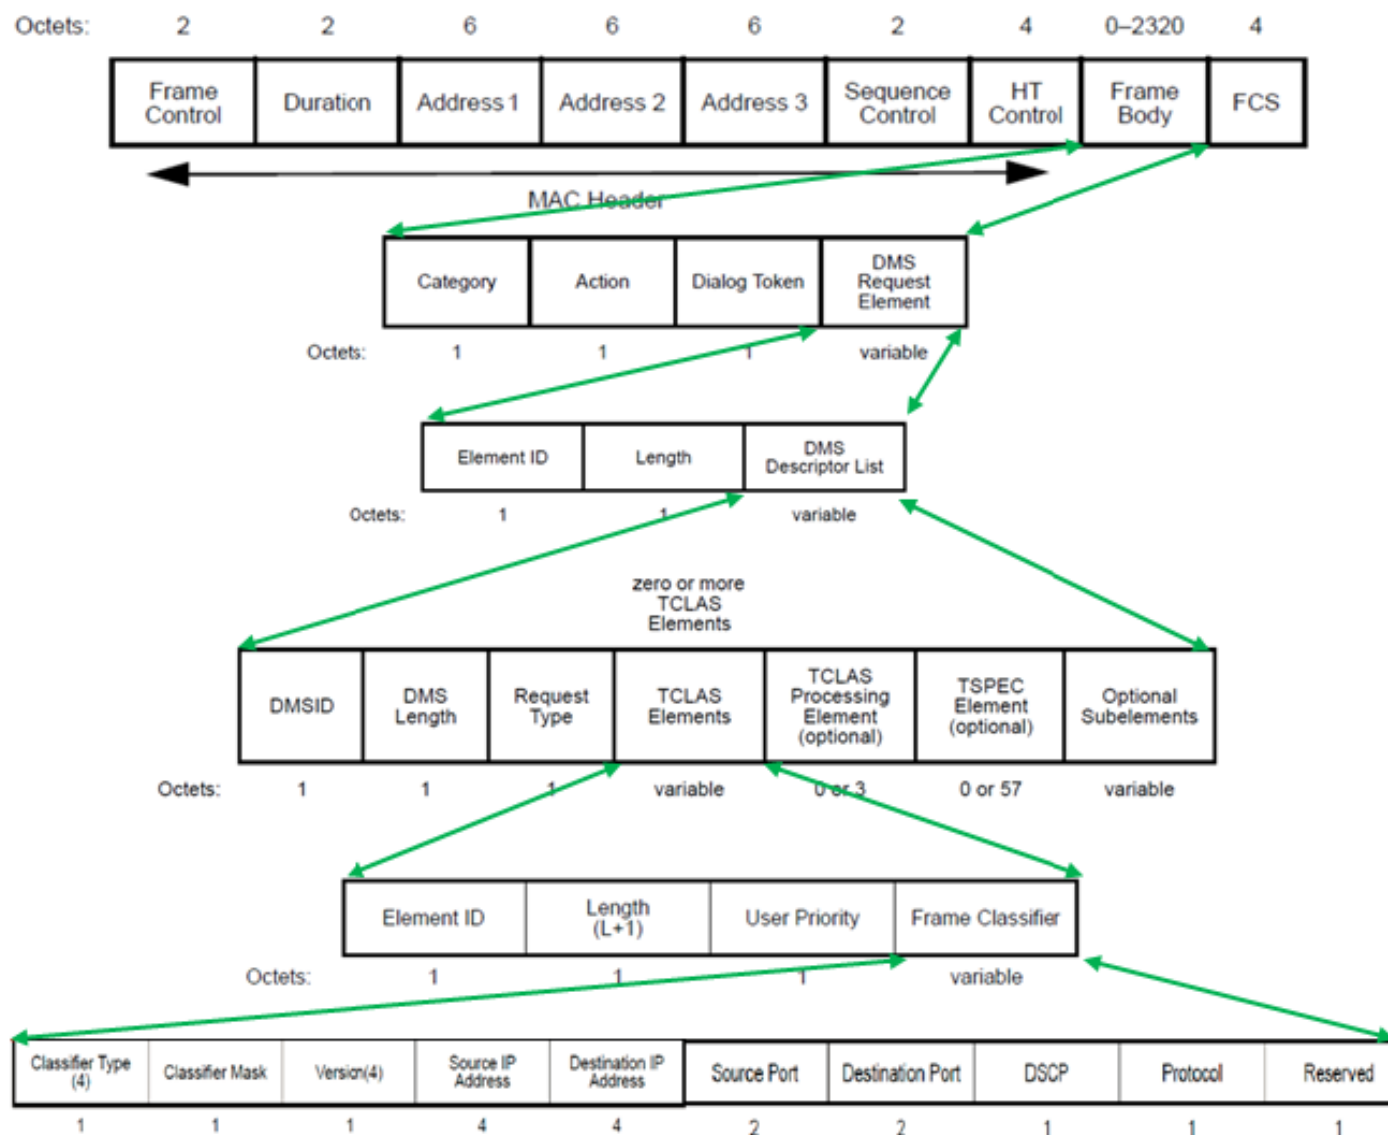 Octets: 2 2 6 6 6 2 4 0–2320 4
Frame Control Duration Address 1 Address 2 Address 3 Sequence Control HT Control Frame Body FCS
MAC Header
Category Action Dialog Token DMS Request Element
Octets: 1 1 1 variable
Element ID Length DMS Descriptor List
Octets: 1 1 variable
zero or more
TCLAS
Elements
DMSID DMS Length Request Type TCLAS Elements TCLAS Processing Element (optional) TSPEC Element (optional) Optional Subelements
Octets: 1 1 1 variable 0 or 3 0 or 57 variable
Element ID Length (L+1) User Priority Frame Classifier
Octets: 1 1 1 variable
Classifier Type (4) Classifier Mask Version(4) Source IP Address Destination IP Address Source Port Destination Port DSCP Protocol Reserved
1 1 1 4 4 2 2 1 1 1